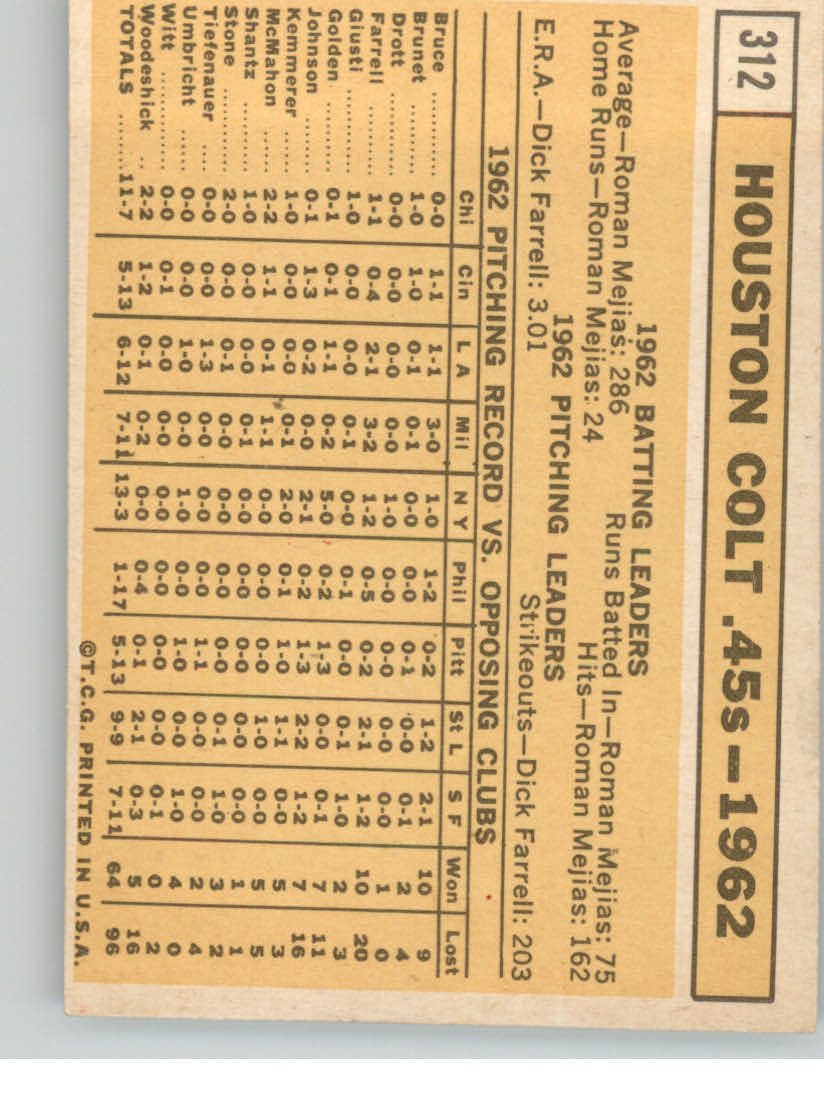 312 HOUSTON COLT .45s—1962
1962 BATTING LEADERS
Average—Roman Mejias: 286 Runs Batted In—Roman Mejias: 75
Home Runs—Roman Mejias: 24 Hits—Roman Mejias: 162
1962 PITCHING LEADERS
E.R.A.—Dick Farrell: 3.01 Strikeouts—Dick Farrell: 203
1962 PITCHING RECORD VS. OPPOSING CLUBS
Chi Cin L A Mil N Y Phil Pitt St L S F Won Lost
Bruce ............ 0-0 1-1 1-1 3-0 1-0 1-2 0-2 1-2 2-1 10 9
Brunet .......... 1-0 1-0 0-1 0-1 0-0 0-0 0-1 0-0 0-1 2 4
Drott ............ 0-0 0-0 0-0 0-0 1-0 0-0 0-0 0-0 0-0 1 0
Farrell .......... 1-1 0-4 2-1 3-2 1-2 0-5 0-2 2-1 1-2 10 20
Giusti ........... 1-0 0-0 0-0 0-1 0-0 0-1 0-0 0-1 1-0 2 3
Golden .......... 0-1 0-1 1-1 0-2 5-0 0-2 1-3 0-0 0-1 7 11
Johnson ........ 0-1 1-3 0-2 0-0 2-1 0-2 1-3 2-2 1-2 7 16
Kemmerer ...... 1-0 0-0 0-0 0-1 2-0 0-1 1-0 1-1 0-0 5 3
McMahon ...... 2-2 1-1 0-1 1-1 0-0 0-0 0-0 1-0 0-0 5 5
Shantz .......... 1-0 0-0 0-0 0-1 0-0 0-0 0-0 0-0 0-0 1 1
Stone ............ 2-0 0-0 0-1 0-0 0-0 0-0 0-0 0-1 1-0 3 2
Tiefenauer .... 0-0 0-0 1-3 0-0 0-0 0-0 1-1 0-0 0-0 2 4
Umbricht ...... 0-0 0-0 1-0 0-0 1-0 0-0 1-0 0-0 1-0 4 0
Witt ............. 0-0 0-1 0-0 0-0 0-0 0-0 0-0 0-0 0-1 0 2
Woodeshick .. 2-2 1-2 0-1 0-2 0-0 0-4 0-1 2-1 0-3 5 16
TOTALS ........ 11-7 5-13 6-12 7-11 13-3 1-17 5-13 9-9 7-11 64 96
©T.C.G. PRINTED IN U.S.A.